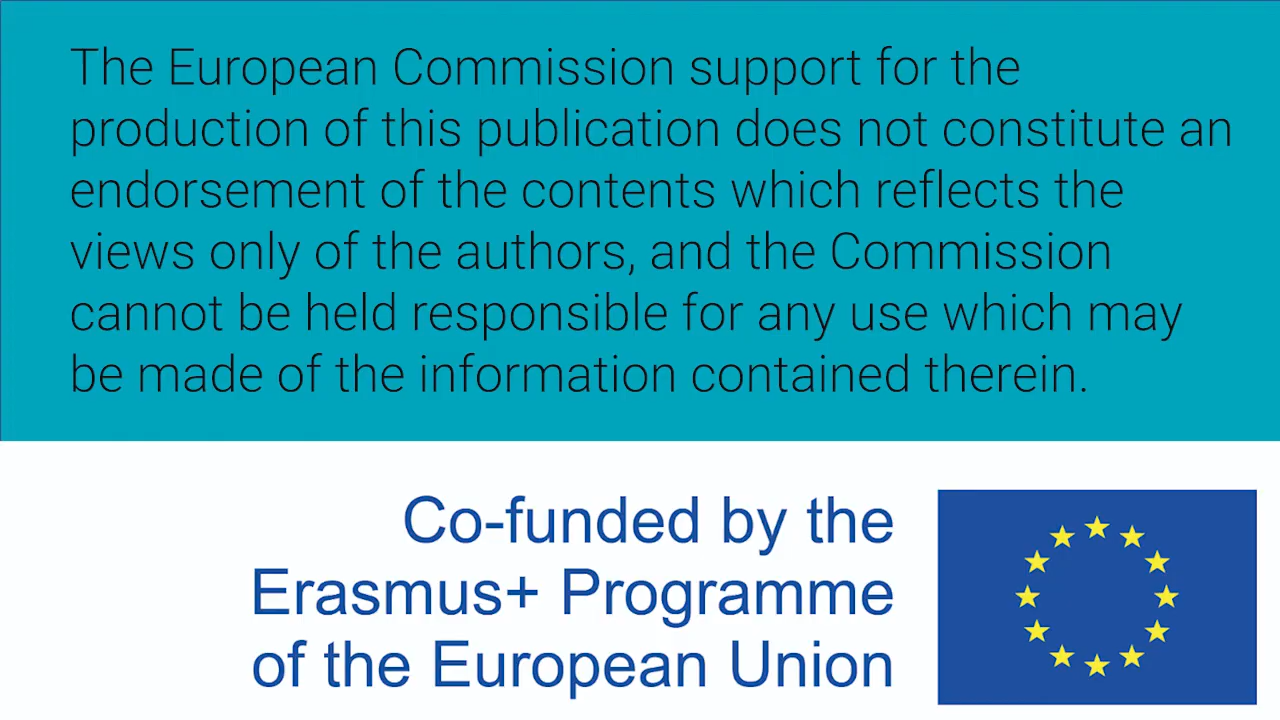 The European Commission support for the
production of this publication does not constitute an
endorsement of the contents which reflects the
views only of the authors, and the Commission
cannot be held responsible for any use which may
be made of the information contained therein.
Co-funded by the
Erasmus+ Programme
of the European Union